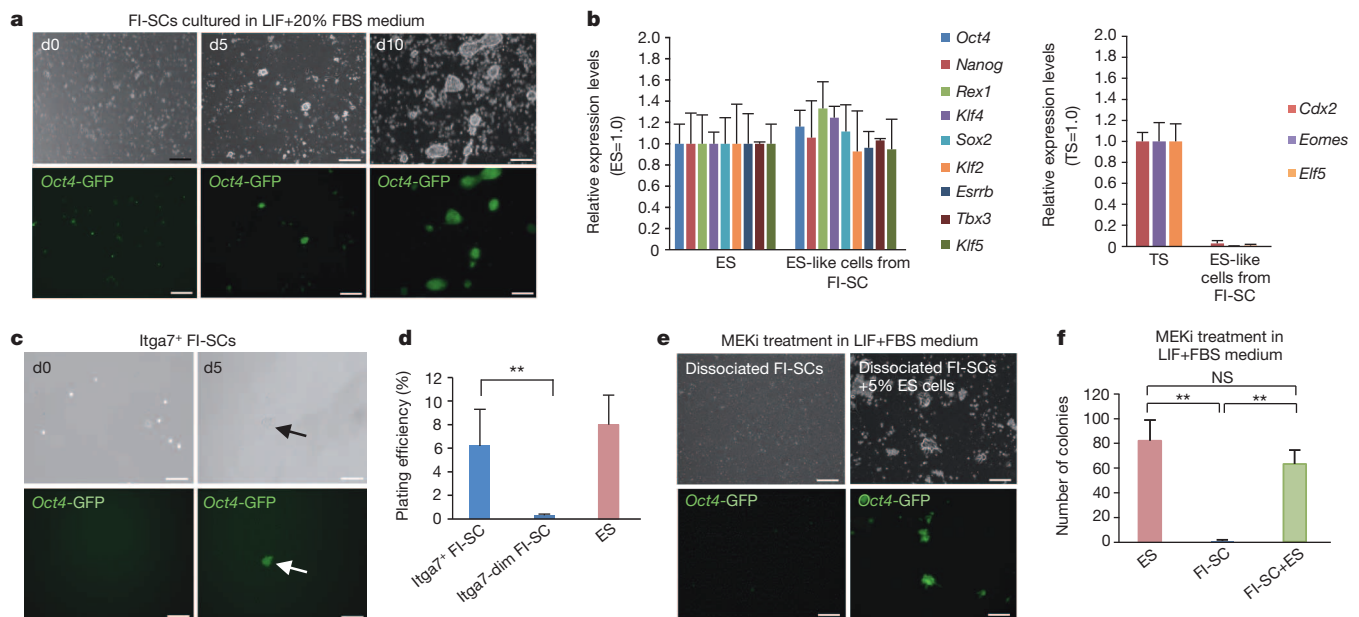 a
FI-SCs cultured in LIF+20% FBS medium
d0
d5
d10
Oct4-GFP
Oct4-GFP
Oct4-GFP
b
Relative expression levels
(ES=1.0)
2.0
1.8
1.6
1.4
1.2
1.0
0.8
0.6
0.4
0.2
0
ES
ES-like cells from
FI-SC
Oct4
Nanog
Rex1
Klf4
Sox2
Klf2
Esrrb
Tbx3
Klf5
Relative expression levels
(TS=1.0)
2.0
1.8
1.6
1.4
1.2
1.0
0.8
0.6
0.4
0.2
0
TS
ES-like
cells from
FI-SC
Cdx2
Eomes
Elf5
c
Itga7+ FI-SCs
d0
d5
Oct4-GFP
Oct4-GFP
d
Plating efficiency (%)
12
10
8
6
4
2
0
**
Itga7+ FI-SC
Itga7-dim FI-SC
ES
e
MEKi treatment in LIF+FBS medium
Dissociated FI-SCs
Dissociated FI-SCs
+5% ES cells
Oct4-GFP
Oct4-GFP
f
MEKi treatment in
LIF+FBS medium
NS
**
**
Number of colonies
120
100
80
60
40
20
0
ES
FI-SC
FI-SC+ES